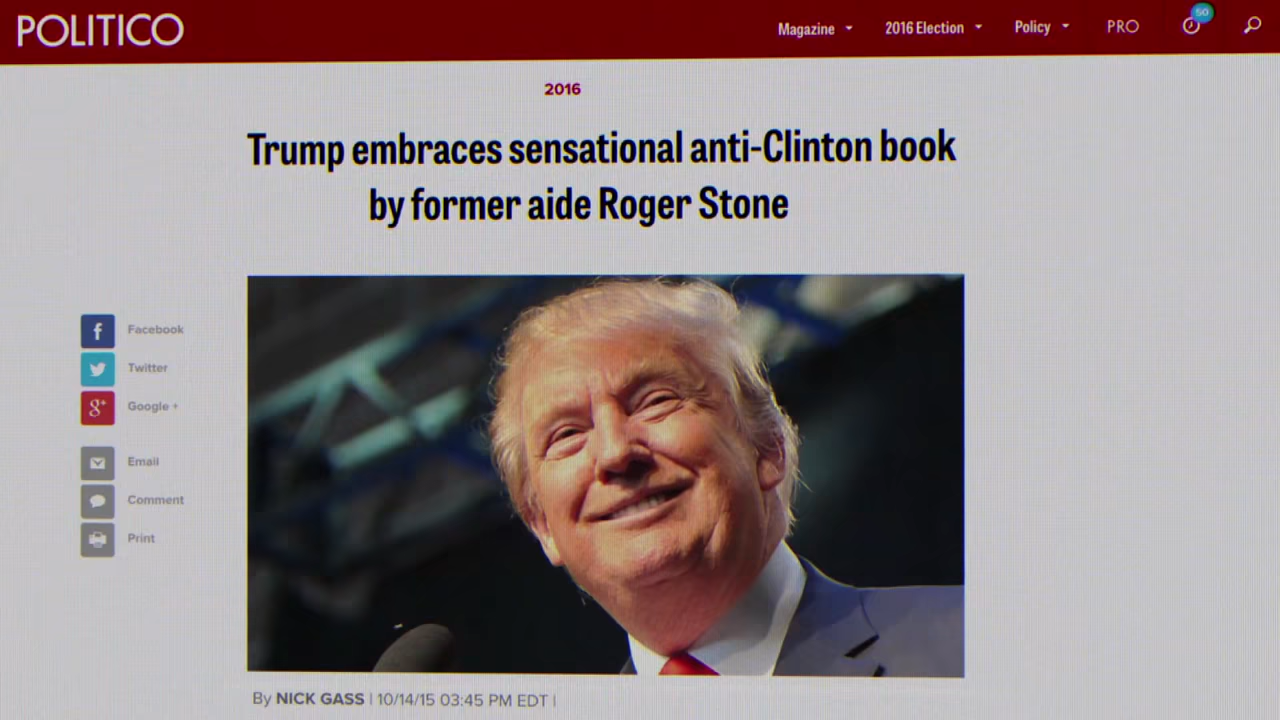 POLITICO
Magazine
2016 Election
Policy
PRO
50
2016
Trump embraces sensational anti-Clinton book
by former aide Roger Stone
f Facebook
Twitter
g+ Google +
Email
Comment
Print
By NICK GASS | 10/14/15 03:45 PM EDT |